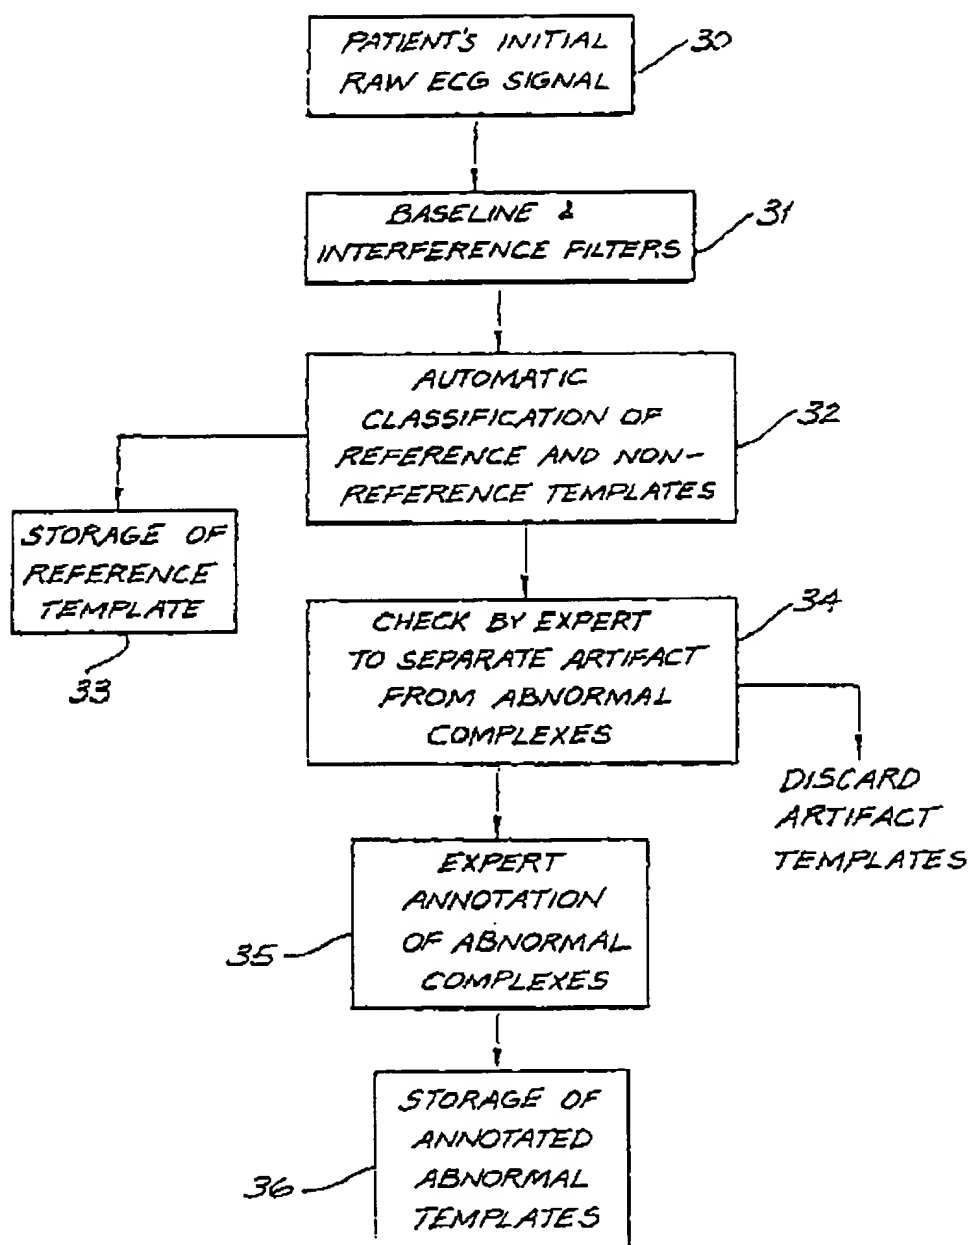 PATIENT'S INITIAL
RAW ECG SIGNAL
30
BASELINE &
INTERFERENCE FILTERS
31
AUTOMATIC
CLASSIFICATION OF
REFERENCE AND NON-
REFERENCE TEMPLATES
32
STORAGE OF
REFERENCE
TEMPLATE
33
CHECK BY EXPERT
TO SEPARATE ARTIFACT
FROM ABNORMAL
COMPLEXES
34
DISCARD
ARTIFACT
TEMPLATES
EXPERT
ANNOTATION
OF ABNORMAL
COMPLEXES
35
STORAGE OF
ANNOTATED
ABNORMAL
TEMPLATES
36